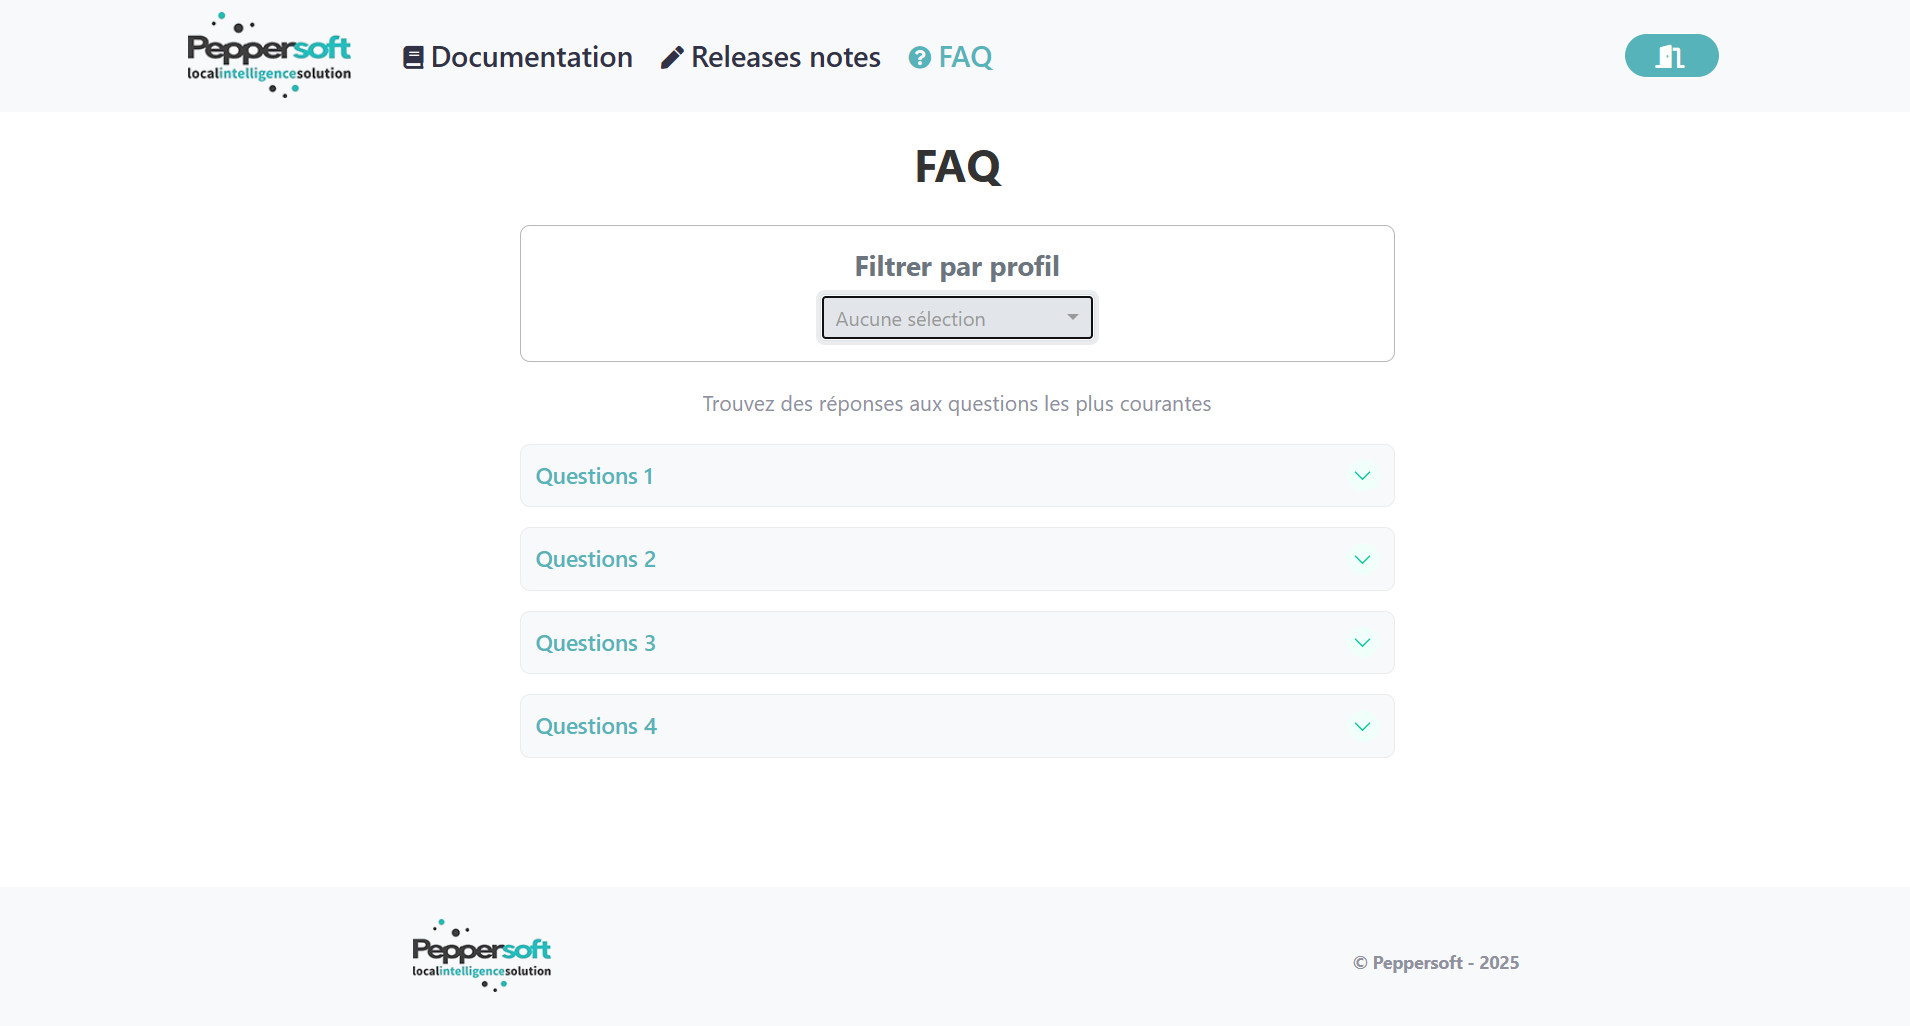 Peppersoft
localintelligencesolution
Documentation
Releases notes
FAQ
FAQ
Filtrer par profil
Aucune sélection
Trouvez des réponses aux questions les plus courantes
Questions 1
Questions 2
Questions 3
Questions 4
Peppersoft
localintelligencesolution
© Peppersoft - 2025